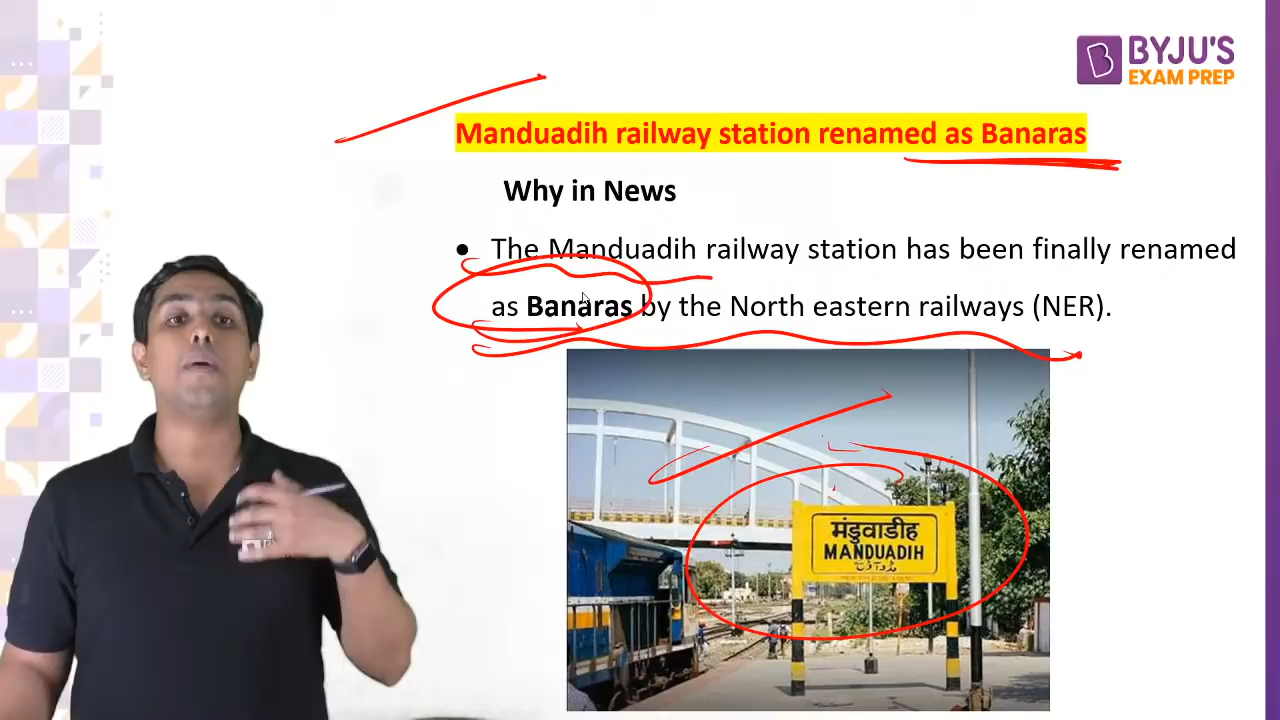 BYJU'S
EXAM PREP
Manduadih railway station renamed as Banaras
Why in News
• The Manduadih railway station has been finally renamed
as Banaras by the North eastern railways (NER).
मंडुवाडीह
MANDUADIH